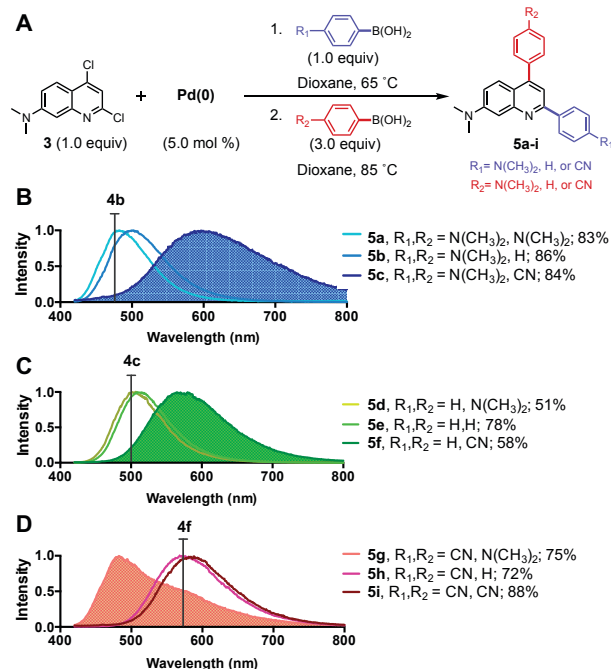 A
1.
R₁
B(OH)₂
(1.0 equiv)
Dioxane, 65 ˚C
2.
R₂
B(OH)₂
(3.0 equiv)
Dioxane, 85 ˚C
Cl
Cl
N
N
3 (1.0 equiv)
+
Pd(0)
(5.0 mol %)
R₂
N
N
R₁
5a-i
R₁= N(CH₃)₂, H, or CN
R₂= N(CH₃)₂, H, or CN
B
4b
Intensity
1.0
0.5
0.0
400 500 600 700 800
Wavelength (nm)
5a, R₁,R₂ = N(CH₃)₂, N(CH₃)₂; 83%
5b, R₁,R₂ = N(CH₃)₂, H; 86%
5c, R₁,R₂ = N(CH₃)₂, CN; 84%
C
4c
Intensity
1.0
0.5
0.0
400 500 600 700 800
Wavelength (nm)
5d, R₁,R₂ = H, N(CH₃)₂; 51%
5e, R₁,R₂ = H,H; 78%
5f, R₁,R₂ = H, CN; 58%
D
4f
Intensity
1.0
0.5
0.0
400 500 600 700 800
Wavelength (nm)
5g, R₁,R₂ = CN, N(CH₃)₂; 75%
5h, R₁,R₂ = CN, H; 72%
5i, R₁,R₂ = CN, CN; 88%